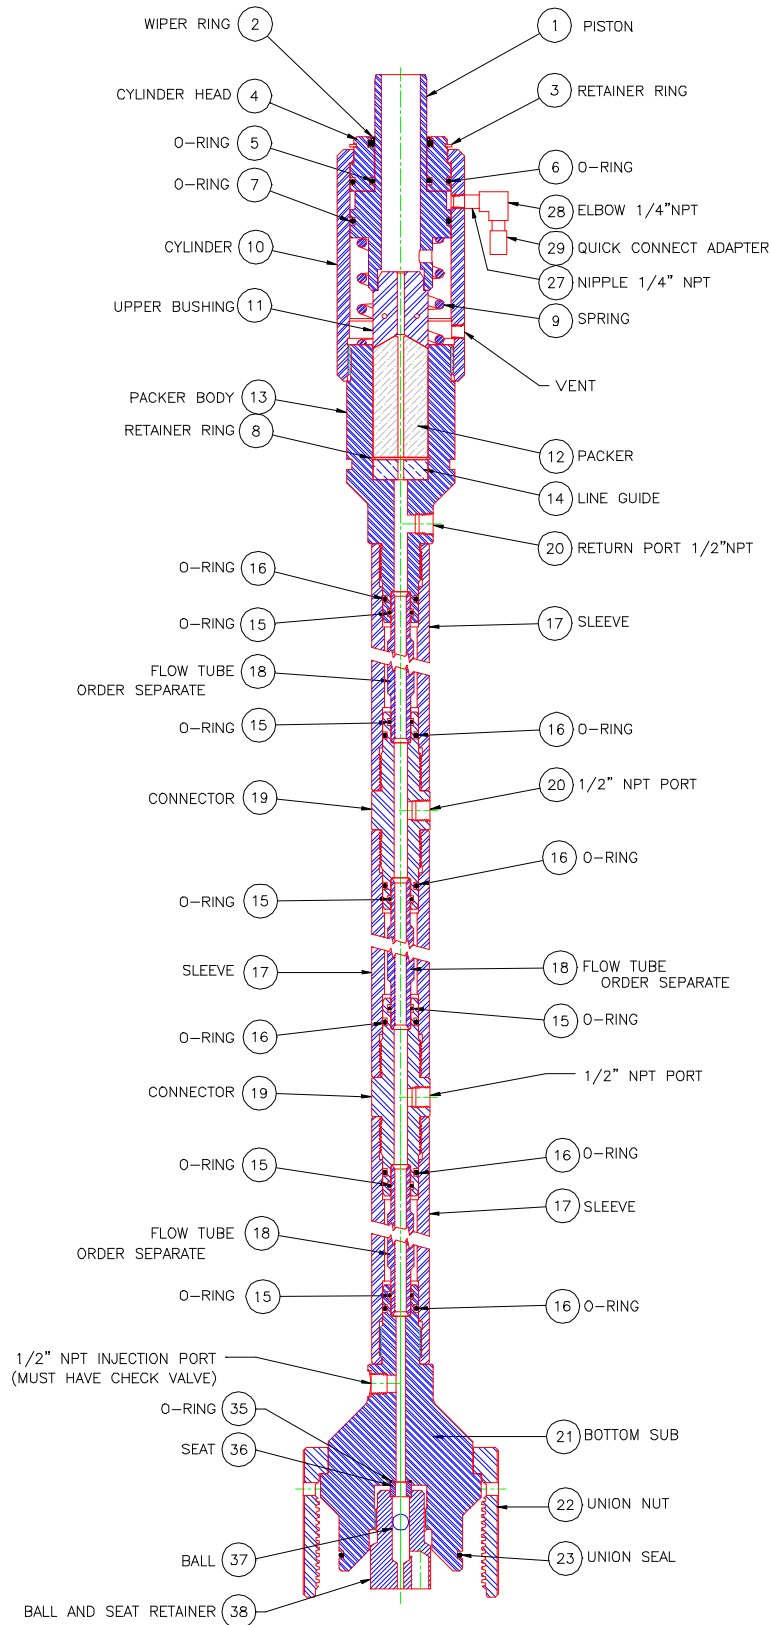 WIPER RING 2
1 PISTON
CYLINDER HEAD 4
3 RETAINER RING
O-RING 5
6 O-RING
O-RING 7
28 ELBOW 1/4"NPT
CYLINDER 10
29 QUICK CONNECT ADAPTER
27 NIPPLE 1/4" NPT
UPPER BUSHING 11
9 SPRING
VENT
PACKER BODY 13
RETAINER RING 8
12 PACKER
14 LINE GUIDE
20 RETURN PORT 1/2"NPT
O-RING 16
O-RING 15
17 SLEEVE
FLOW TUBE 18
ORDER SEPARATE
O-RING 15
16 O-RING
20 1/2" NPT PORT
CONNECTOR 19
16 O-RING
O-RING 15
SLEEVE 17
18 FLOW TUBE
ORDER SEPARATE
15 O-RING
O-RING 16
1/2" NPT PORT
CONNECTOR 19
16 O-RING
O-RING 15
17 SLEEVE
FLOW TUBE 18
ORDER SEPARATE
O-RING 15
16 O-RING
1/2" NPT INJECTION PORT
(MUST HAVE CHECK VALVE)
O-RING 35
21 BOTTOM SUB
SEAT 36
22 UNION NUT
BALL 37
23 UNION SEAL
BALL AND SEAT RETAINER 38